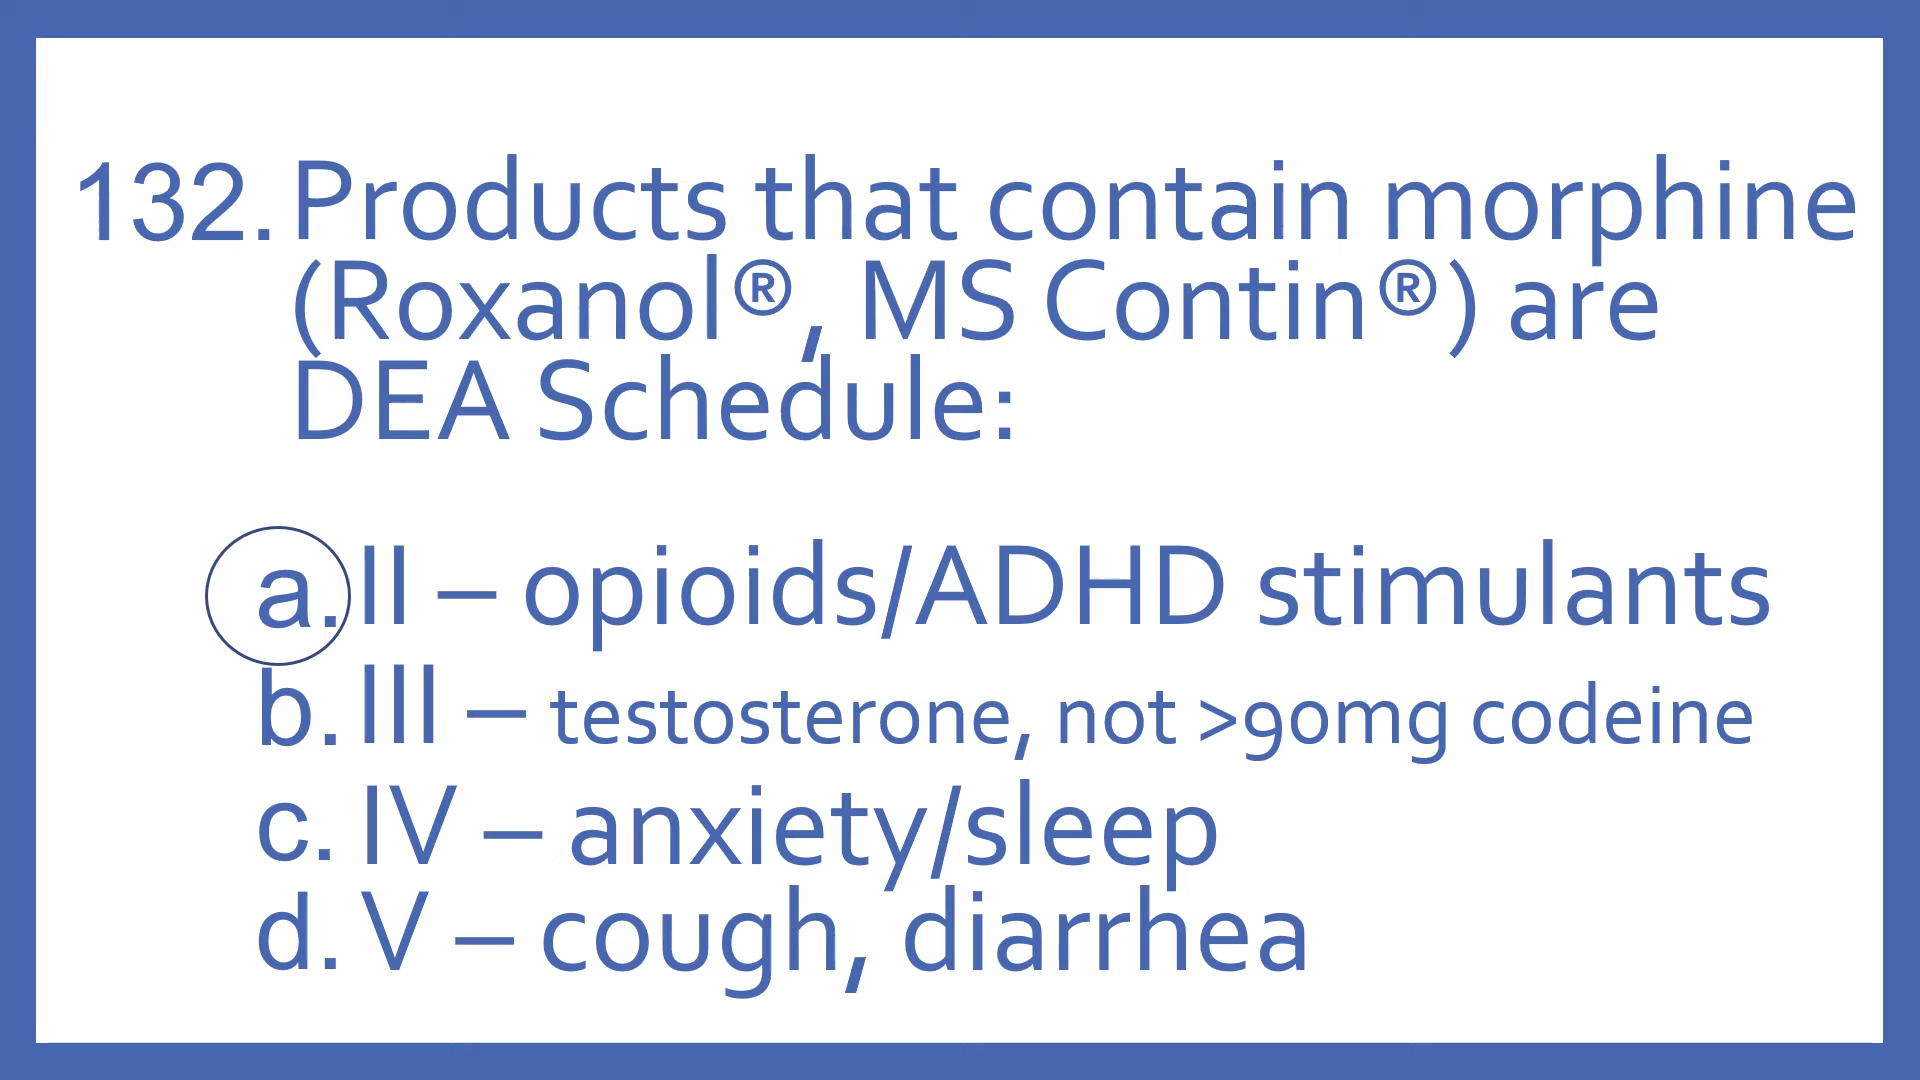 132. Products that contain morphine
(Roxanol®, MS Contin®) are
DEA Schedule:
a. II – opioids/ADHD stimulants
b. III – testosterone, not >90mg codeine
c. IV – anxiety/sleep
d. V – cough, diarrhea